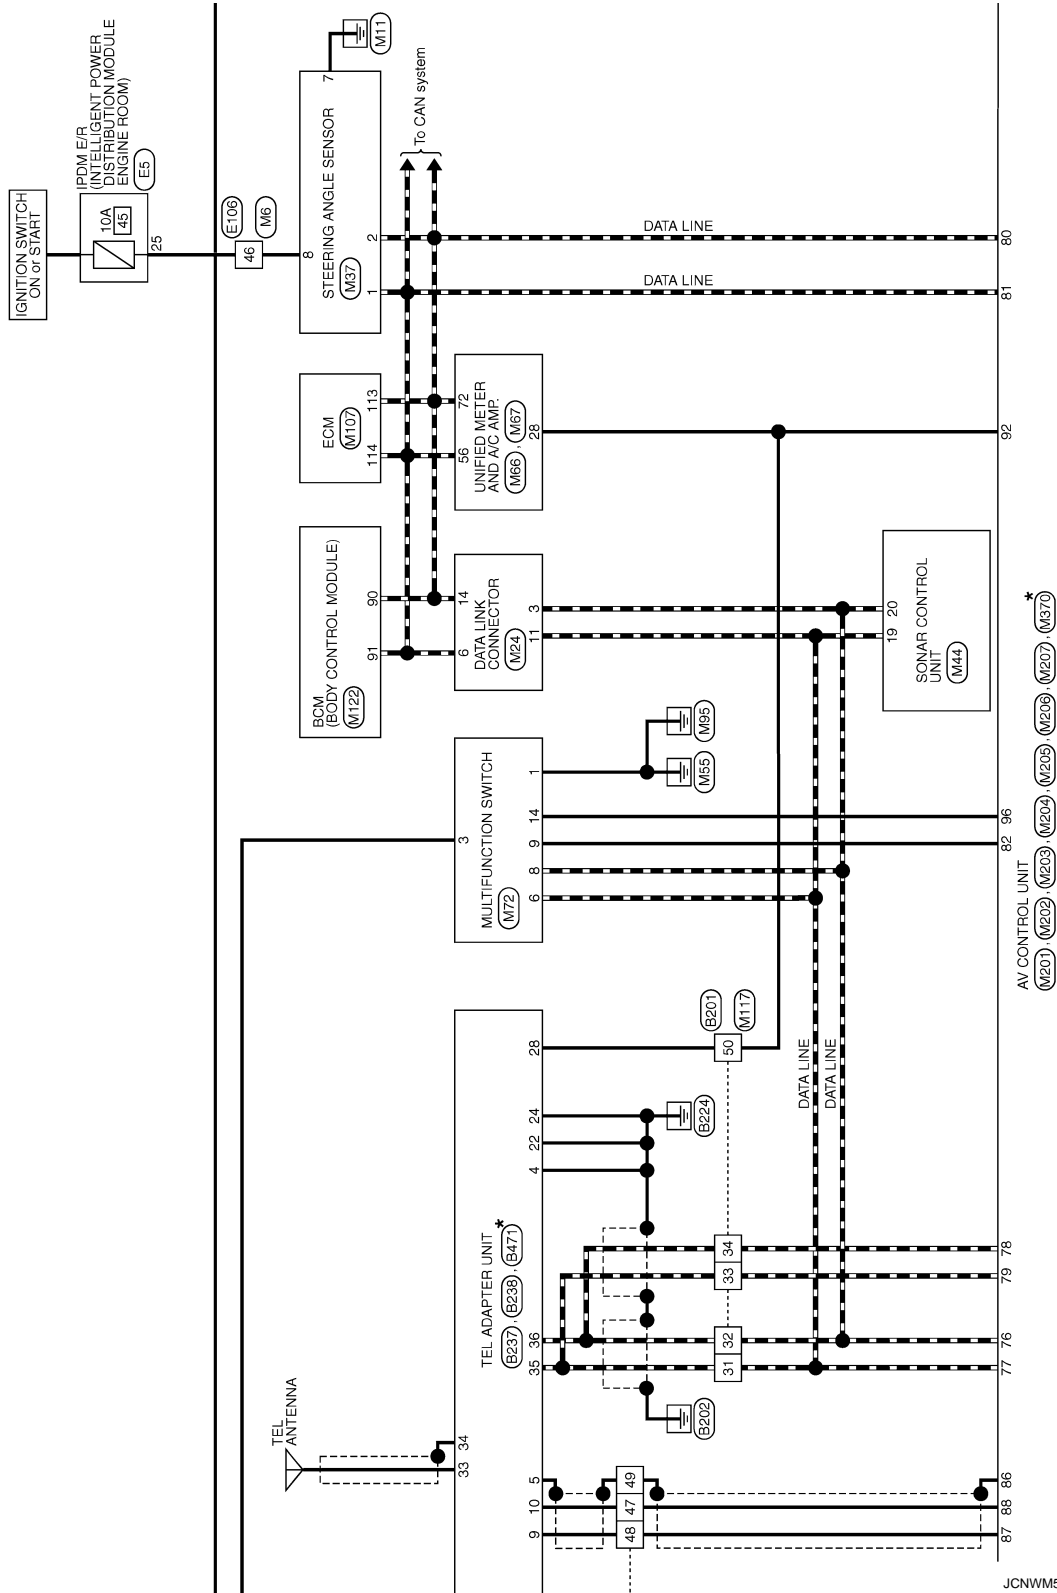 IGNITION SWITCH
ON or START
IPDM E/R
(INTELLIGENT POWER
DISTRIBUTION MODULE
ENGINE ROOM)
E5
10A
45
25
E106
M6
46
8
STEERING ANGLE SENSOR
M37
7
M11
2
1
To CAN system
DATA LINE
DATA LINE
80
81
ECM
M107
113
114
72
56
UNIFIED METER
AND A/C AMP.
M66 , M67
28
92
BCM
(BODY CONTROL MODULE)
M122
90
91
14
6
DATA LINK
CONNECTOR
M24
3
11
20
19
SONAR CONTROL
UNIT
M44
3
MULTIFUNCTION SWITCH
M72
1
14
9
8
6
M95
M55
96
82
AV CONTROL UNIT
M201 , M202 , M203 , M204 , M205 , M206 , M207 , M370
*
TEL ADAPTER UNIT
B237 , B238 , B471
*
28
24
22
4
36
35
B201
M117
50
B224
34
33
32
31
B202
DATA LINE
DATA LINE
78
79
76
77
TEL
ANTENNA
34
33
5
10
9
49
47
48
86
88
87